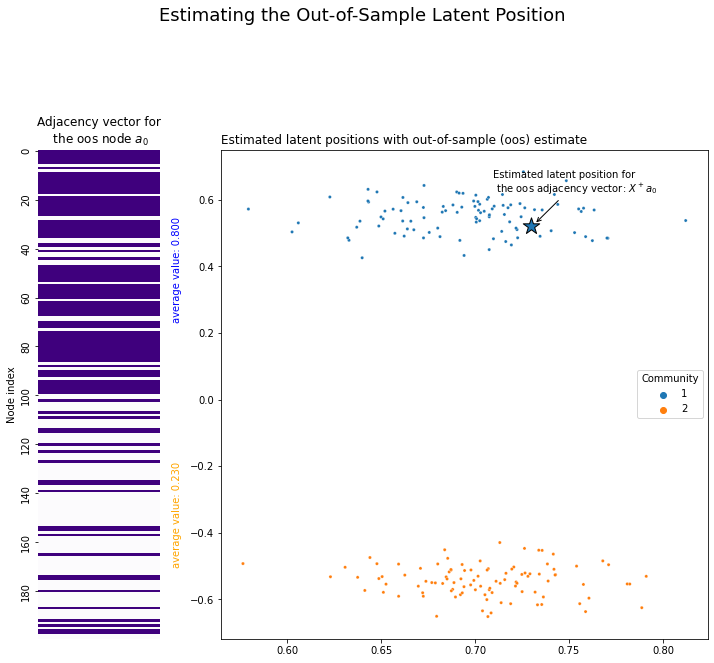 Estimating the Out-of-Sample Latent Position
Adjacency vector for
the oos node a₀
0
20
40
60
80
100
120
140
160
180
Node index
average value: 0.800
average value: 0.230
Estimated latent positions with out-of-sample (oos) estimate
Estimated latent position for
the oos adjacency vector: X⁺a₀
0.6
0.4
0.2
0.0
−0.2
−0.4
−0.6
0.60
0.65
0.70
0.75
0.80
Community
1
2